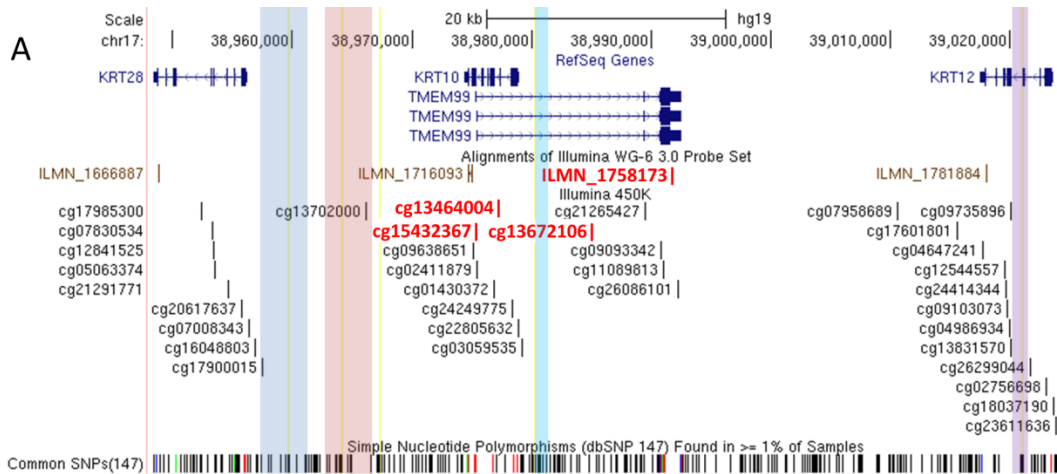 A
Scale 20 kb hg19
chr17: 38,960,000 38,970,000 38,980,000 38,990,000 39,000,000 39,010,000 39,020,000
RefSeq Genes
KRT28 KRT10 KRT12
TMEM99
TMEM99
TMEM99
Alignments of Illumina WG-6 3.0 Probe Set
ILMN_1666887 ILMN_1716093 ILMN_1758173 ILMN_1781884
Illumina 450K
cg17985300 cg13702000 cg13464004 cg21265427 cg07958689 cg09735896
cg07830534 cg15432367 cg13672106 cg17601801
cg12841525 cg09638651 cg09093342 cg04647241
cg05063374 cg02411879 cg11089813 cg12544557
cg21291771 cg01430372 cg26086101 cg24414344
cg20617637 cg24249775 cg09103073
cg07008343 cg22805632 cg04986934
cg16048803 cg03059535 cg13831570
cg17900015 cg26299044
cg02756698
cg18037190
cg23611636
Simple Nucleotide Polymorphisms (dbSNP 147) Found in >= 1% of Samples
Common SNPs(147)